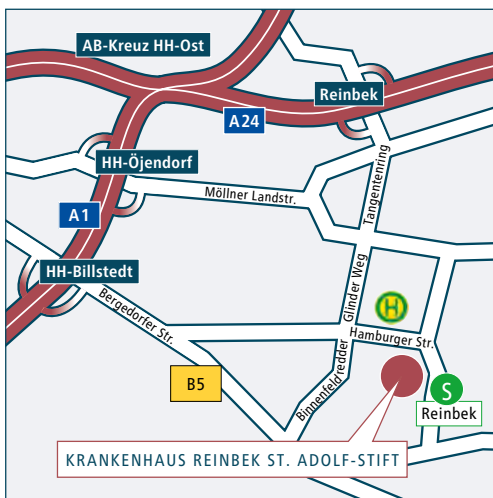 AB-Kreuz HH-Ost
Reinbek
A24
HH-Öjendorf
Möllner Landstr.
Tangentenring
A1
HH-Billstedt
Glinder Weg
Bergedorfer Str.
H
Hamburger Str.
Binnenfeldredder
B5
S
Reinbek
KRANKENHAUS REINBEK ST. ADOLF-STIFT